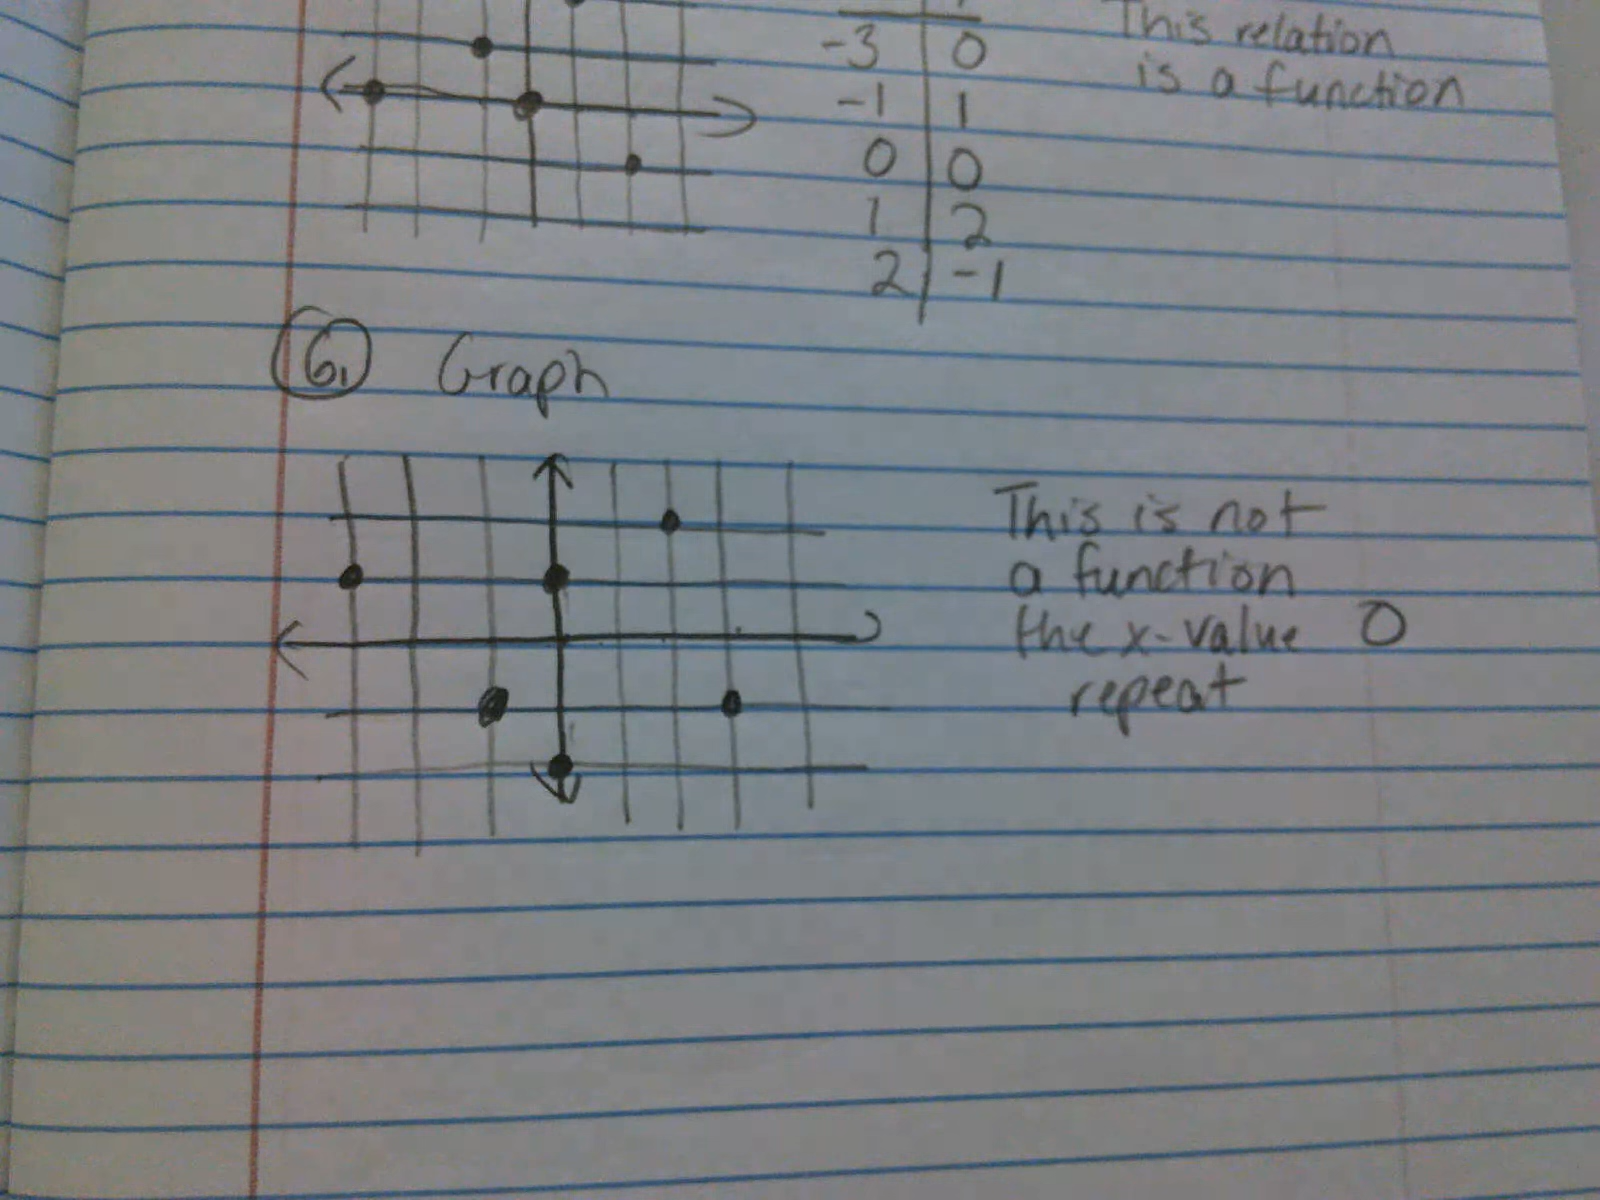 -3 0
-1 1
0 0
1 2
2 -1
This relation
is a function
6. Graph
This is not
a function
the x-value 0
repeat